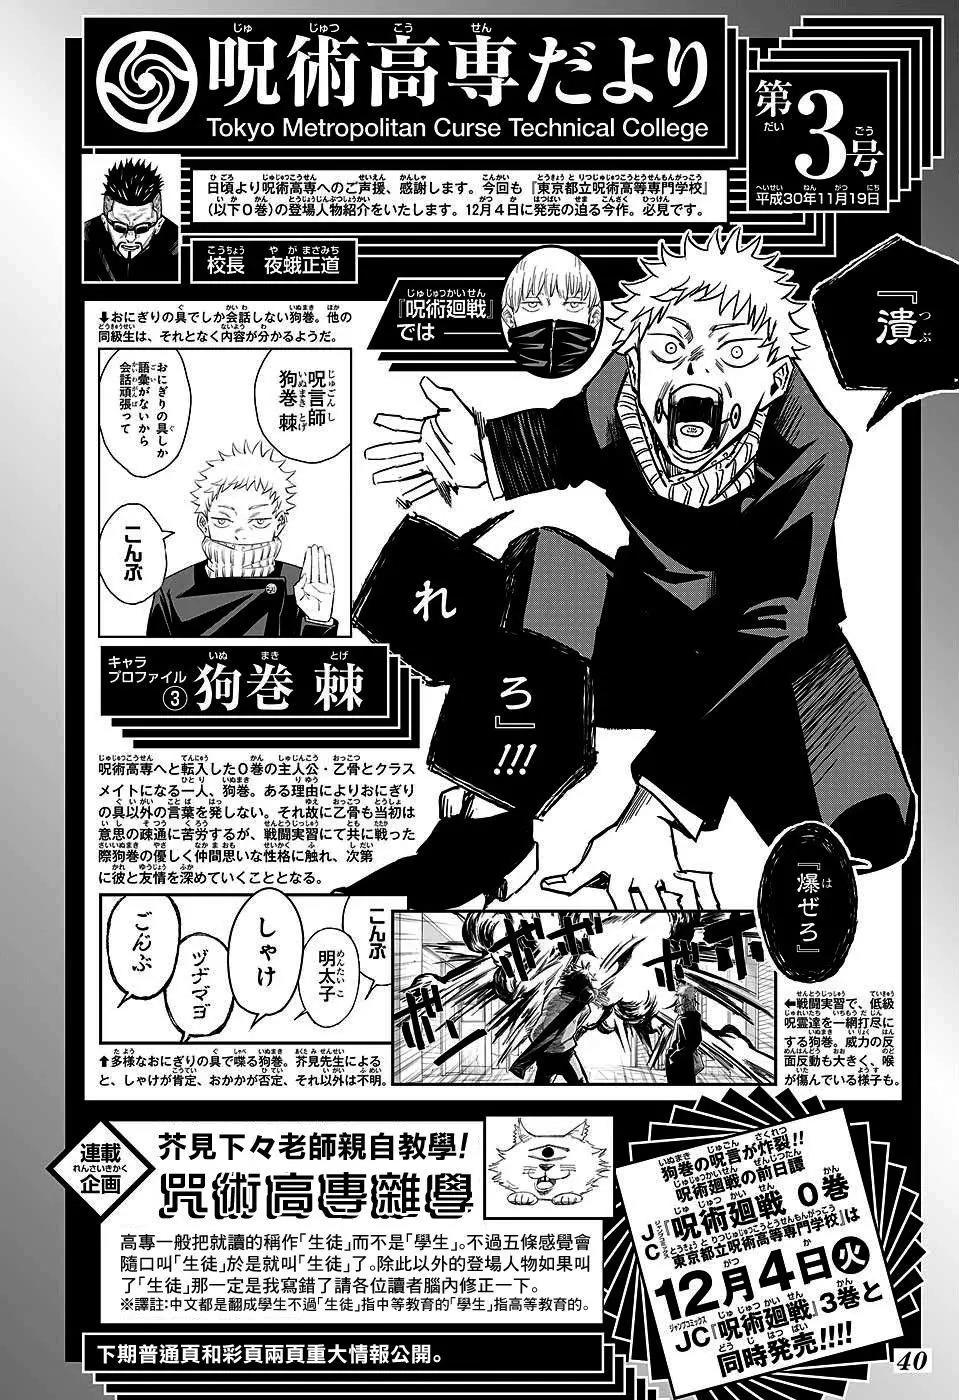 呪術高専だより
Tokyo Metropolitan Curse Technical College
第3号
平成30年11月19日
日頃より呪術高専へのご声援、感謝します。今回も『東京都立呪術高等専門学校』
(以下0巻)の登場人物紹介をいたします。12月4日に発売の迫る今作。必見です。
校長 夜蛾正道
『呪術廻戦』
では
『潰
れ
ろ』!!!
『爆ぜろ』
⬇おにぎりの具でしか会話しない狗巻。他の
同級生は、それとなく内容が分かるようだ。
呪言師
狗巻 棘
おにぎりの具しか
語彙がないから
会話頑張って
こんぶ
キャラ
プロファイル
③
狗巻 棘
呪術高専へと転入した0巻の主人公・乙骨とクラス
メイトになる一人、狗巻。ある理由によりおにぎり
の具以外の言葉を発しない。それ故に乙骨も当初は
意思の疎通に苦労するが、戦闘実習にて共に戦った
際狗巻の優しく仲間思いな性格に触れ、次第
に彼と友情を深めていくこととなる。
こんぶ
明太子
しゃけ
ツナマヨ
ごんぶ
⬆多様なおにぎりの具で喋る狗巻。芥見先生による
と、しゃけが肯定、おかかが否定、それ以外は不明。
⬅戦闘実習で、低級
呪霊達を一網打尽に
する狗巻。威力の反
面反動も大きく、喉
が傷んでいる様子も。
連載
企画
芥見下々老師親自教學!
咒術高專雜學
高專一般把就讀的稱作「生徒」而不是「學生」。不過五條感覺會
隨口叫「生徒」於是就叫「生徒」了。除此以外的登場人物如果叫
了「生徒」那一定是我寫錯了請各位讀者腦內修正一下。
※譯註:中文都是翻成學生不過「生徒」指中等教育的「學生」指高等教育的。
下期普通頁和彩頁兩頁重大情報公開。
狗巻の呪言が炸裂!!
呪術廻戦の前日譚
JC『呪術廻戦 0巻
東京都立呪術高等専門学校』は
12月4日㊋
JC『呪術廻戦』3巻と
同時発売!!!!
40